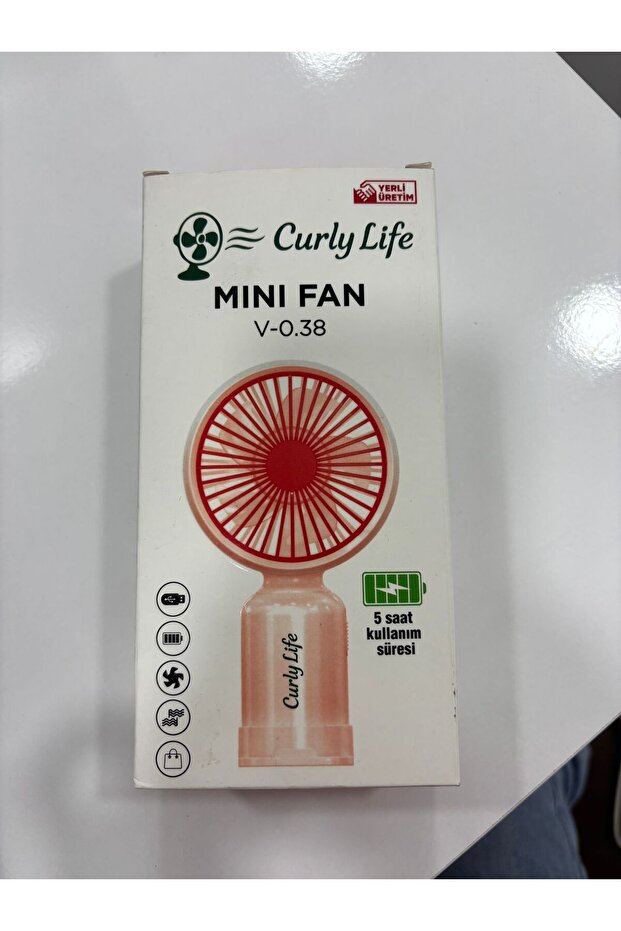 YERLİ
ÜRETİM
Curly Life
MINI FAN
V-0.38
5 saat
kullanım
süresi
Curly Life